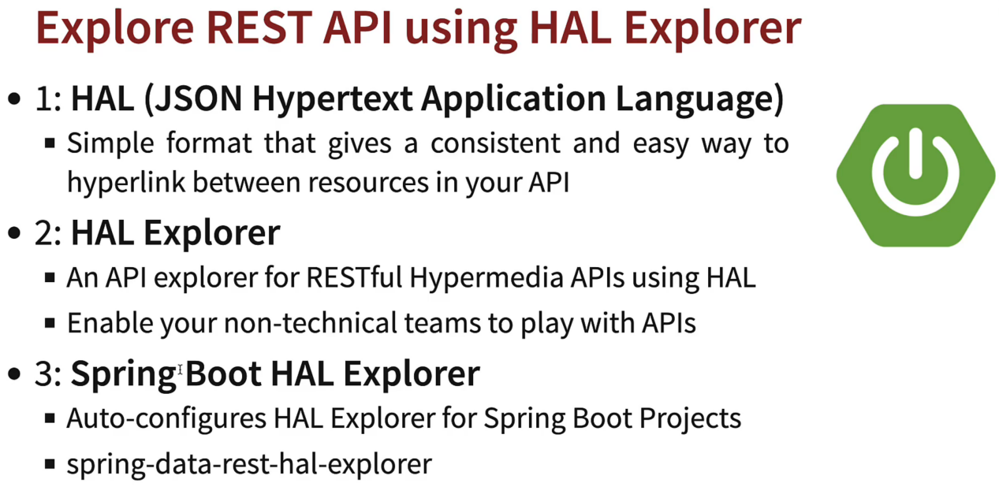 Explore REST API using HAL Explorer
• 1: HAL (JSON Hypertext Application Language)
▪ Simple format that gives a consistent and easy way to
hyperlink between resources in your API
• 2: HAL Explorer
▪ An API explorer for RESTful Hypermedia APIs using HAL
▪ Enable your non-technical teams to play with APIs
• 3: Spring Boot HAL Explorer
▪ Auto-configures HAL Explorer for Spring Boot Projects
▪ spring-data-rest-hal-explorer